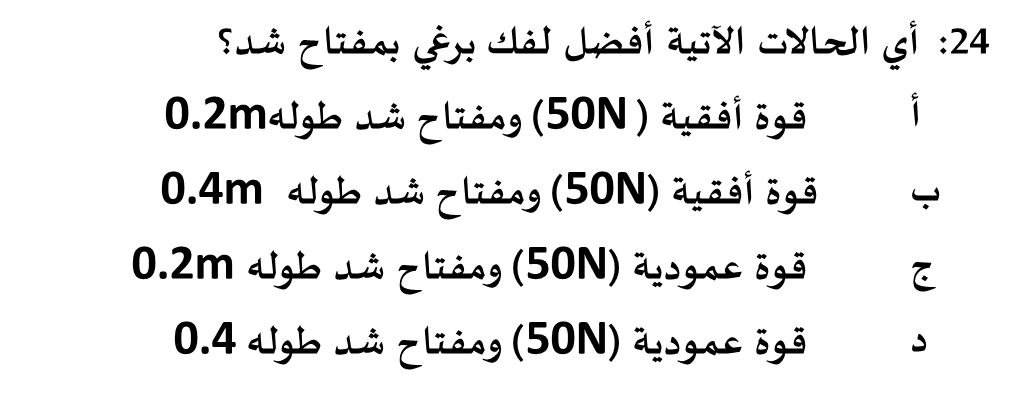 24: أي الحالات الآتية أفضل لفك برغي بمفتاح شد؟
أ قوة أفقية ( 50N) ومفتاح شد طوله0.2m
ب قوة أفقية (50N) ومفتاح شد طوله 0.4m
ج قوة عمودية (50N) ومفتاح شد طوله 0.2m
د قوة عمودية (50N) ومفتاح شد طوله 0.4